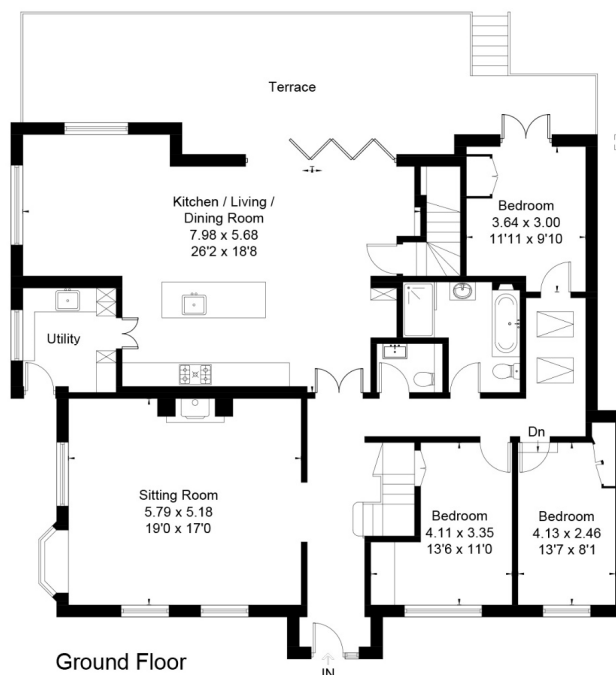 Terrace
Kitchen / Living /
Dining Room
7.98 x 5.68
26'2 x 18'8
Bedroom
3.64 x 3.00
11'11 x 9'10
T
Utility
Dn
Sitting Room
5.79 x 5.18
19'0 x 17'0
Bedroom
4.11 x 3.35
13'6 x 11'0
Bedroom
4.13 x 2.46
13'7 x 8'1
Ground Floor
IN